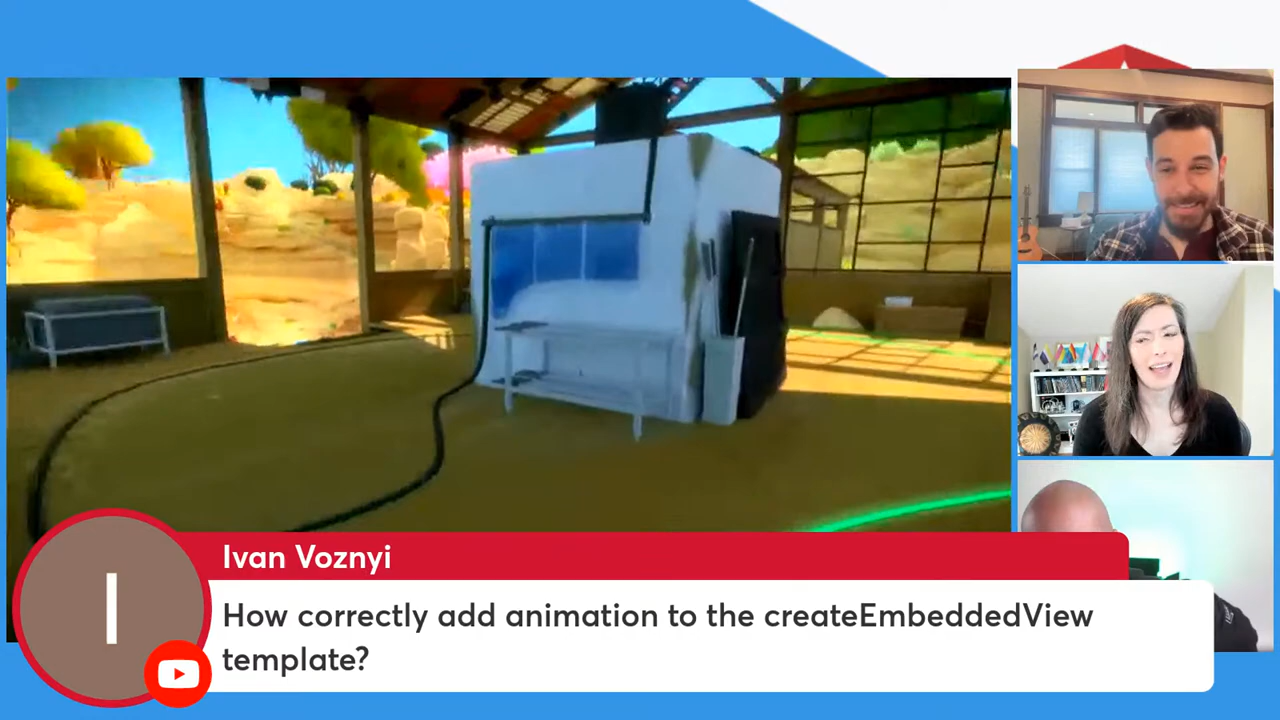 Ivan Voznyi
I
How correctly add animation to the createEmbeddedView
template?